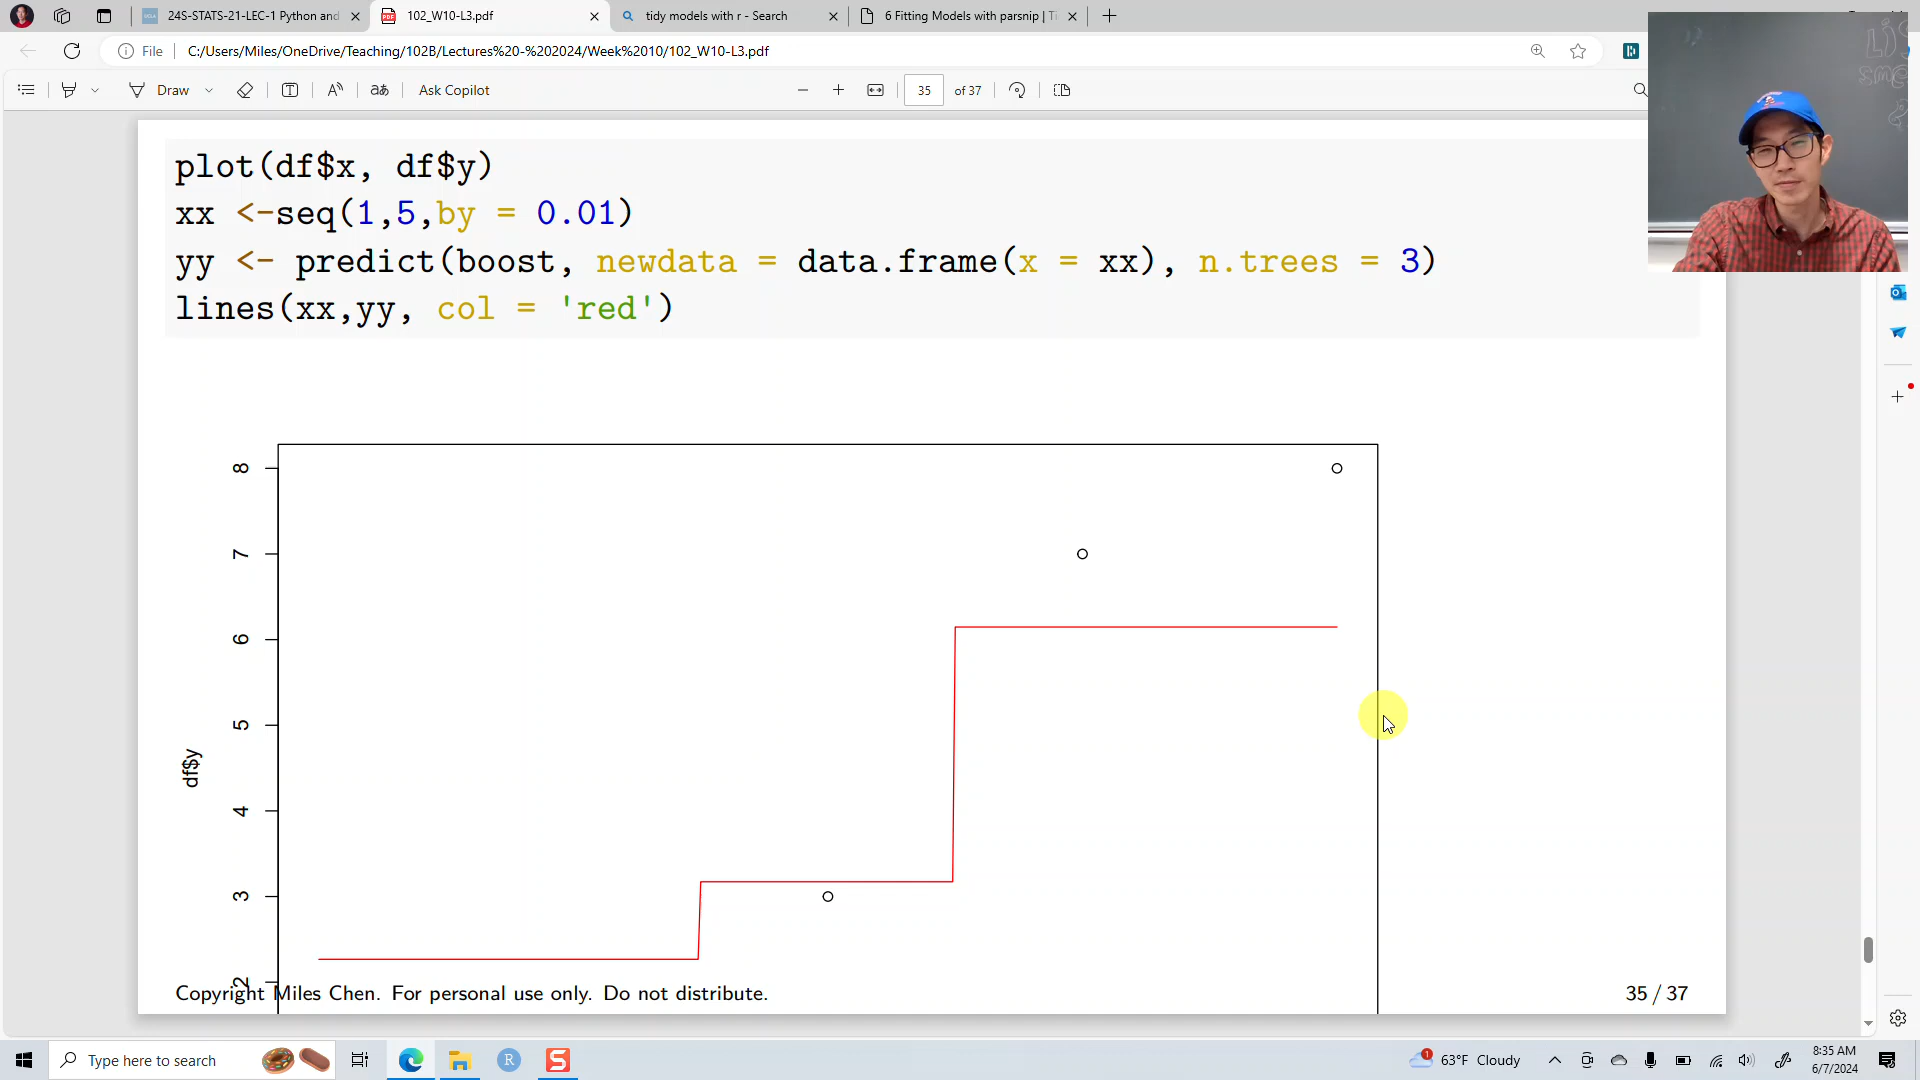 24S-STATS-21-LEC-1 Python and
102_W10-L3.pdf
tidy models with r - Search
6 Fitting Models with parsnip | Ti
File
C:/Users/Miles/OneDrive/Teaching/102B/Lectures%20-%202024/Week%2010/102_W10-L3.pdf
Draw
Ask Copilot
35
of 37
plot(df$x, df$y)
xx <-seq(1,5,by = 0.01)
yy <- predict(boost, newdata = data.frame(x = xx), n.trees = 3)
lines(xx,yy, col = 'red')
8
7
6
5
4
3
2
df$y
Copyright Miles Chen. For personal use only. Do not distribute.
35 / 37
Type here to search
63°F Cloudy
8:35 AM
6/7/2024